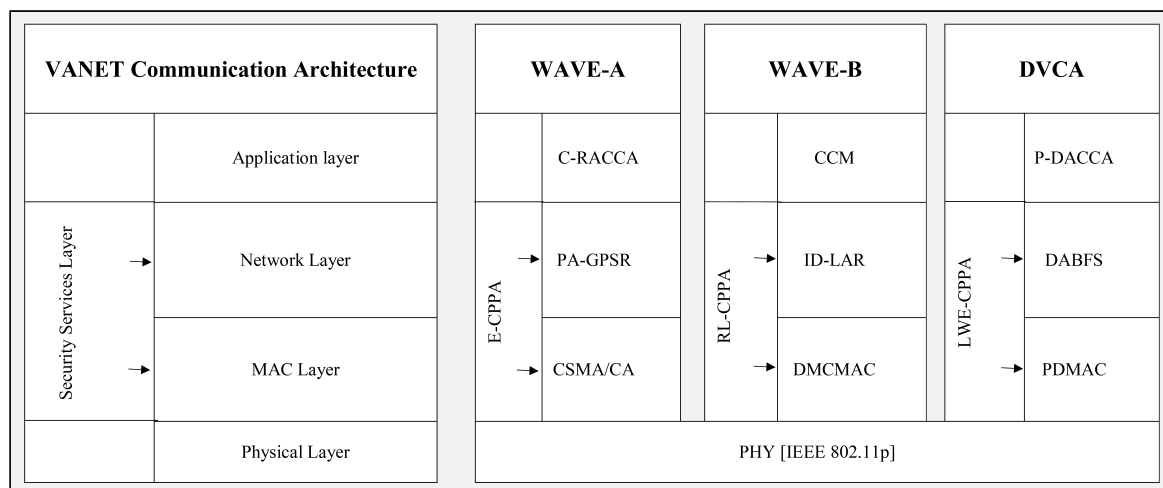 VANET Communication Architecture
WAVE-A
WAVE-B
DVCA
Application layer
C-RACCA
CCM
P-DACCA
Security Services Layer
Network Layer
E-CPPA
PA-GPSR
RL-CPPA
ID-LAR
LWE-CPPA
DABFS
MAC Layer
CSMA/CA
DMCMAC
PDMAC
Physical Layer
PHY [IEEE 802.11p]